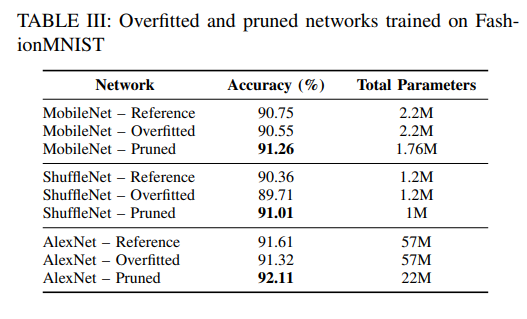 TABLE III: Overfitted and pruned networks trained on Fash-
ionMNIST
Network Accuracy (%) Total Parameters
MobileNet – Reference 90.75 2.2M
MobileNet – Overfitted 90.55 2.2M
MobileNet – Pruned 91.26 1.76M
ShuffleNet – Reference 90.36 1.2M
ShuffleNet – Overfitted 89.71 1.2M
ShuffleNet – Pruned 91.01 1M
AlexNet – Reference 91.61 57M
AlexNet – Overfitted 91.32 57M
AlexNet – Pruned 92.11 22M